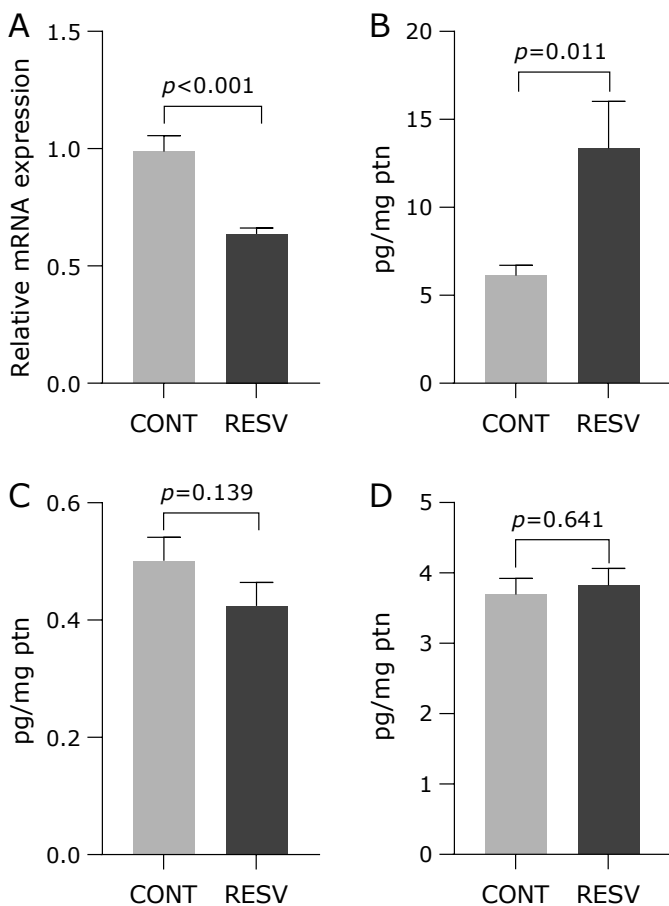 A
Relative mRNA expression
1.5
1.0
0.5
0.0
p<0.001
CONT RESV
B
pg/mg ptn
20
15
10
5
0
p=0.011
CONT RESV
C
pg/mg ptn
0.6
0.4
0.2
0.0
p=0.139
CONT RESV
D
pg/mg ptn
5
4
3
2
1
0
p=0.641
CONT RESV